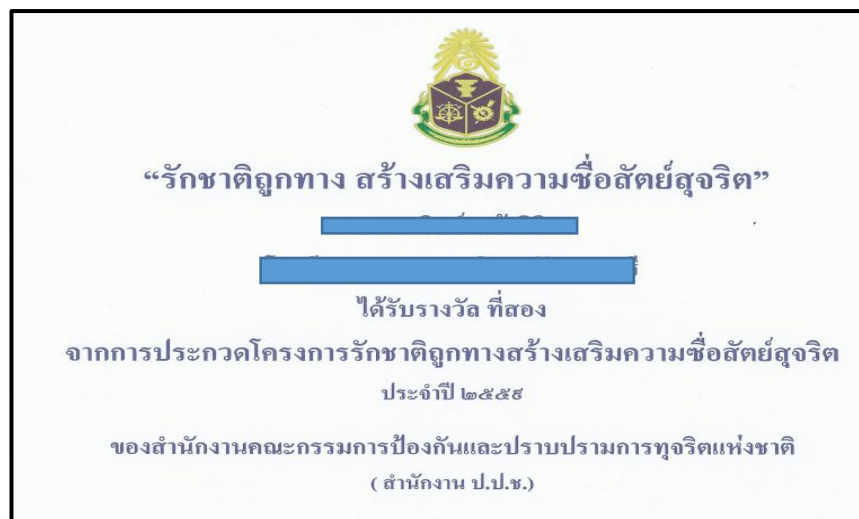 “รักชาติถูกทาง สร้างเสริมความซื่อสัตย์สุจริต”
ได้รับรางวัล ที่สอง
จากการประกวดโครงการรักชาติถูกทางสร้างเสริมความซื่อสัตย์สุจริต
ประจำปี ๒๕๕๙
ของสำนักงานคณะกรรมการป้องกันและปราบปรามการทุจริตแห่งชาติ
( สำนักงาน ป.ป.ช.)